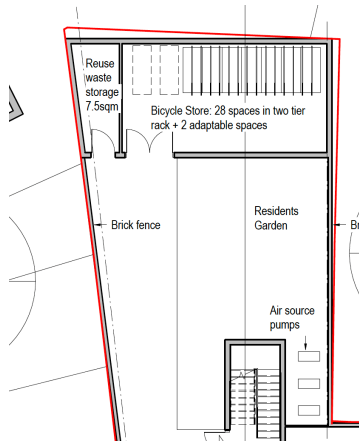 Reuse
waste
storage
7.5sqm
Bicycle Store: 28 spaces in two tier
rack + 2 adaptable spaces
Brick fence
Residents
Garden
Br
Air source
pumps